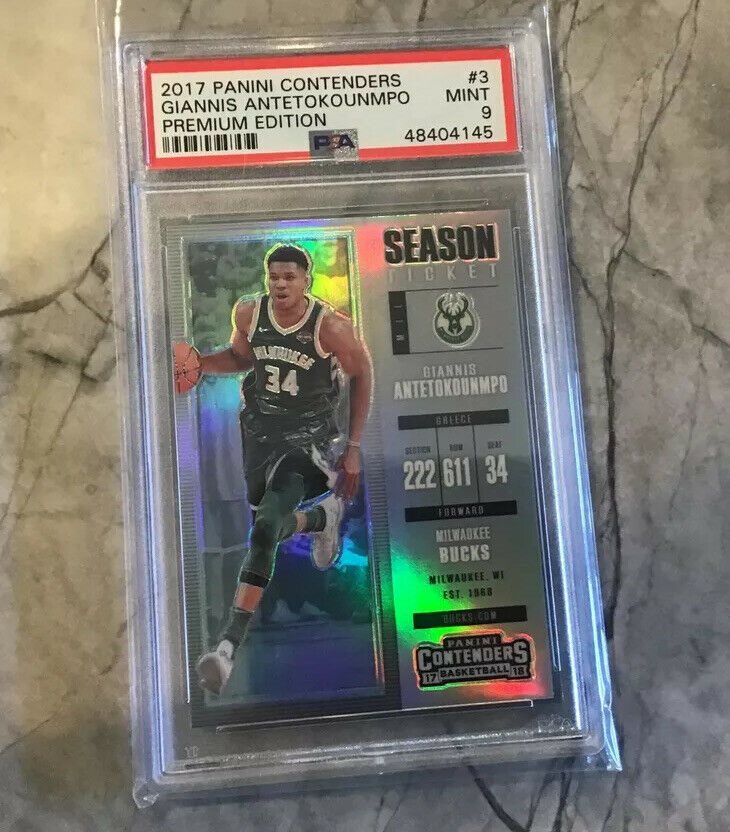 2017 PANINI CONTENDERS #3
GIANNIS ANTETOKOUNMPO MINT
PREMIUM EDITION 9
PSA 48404145
SEASON
TICKET
MIL
GIANNIS
ANTETOKOUNMPO
GREECE
SECTION ROW SEAT
222 611 34
FORWARD
MILWAUKEE
BUCKS
MILWAUKEE, WI
EST. 1968
BUCKS.COM
PANINI
CONTENDERS
17 BASKETBALL 18
MILWAUKEE
34